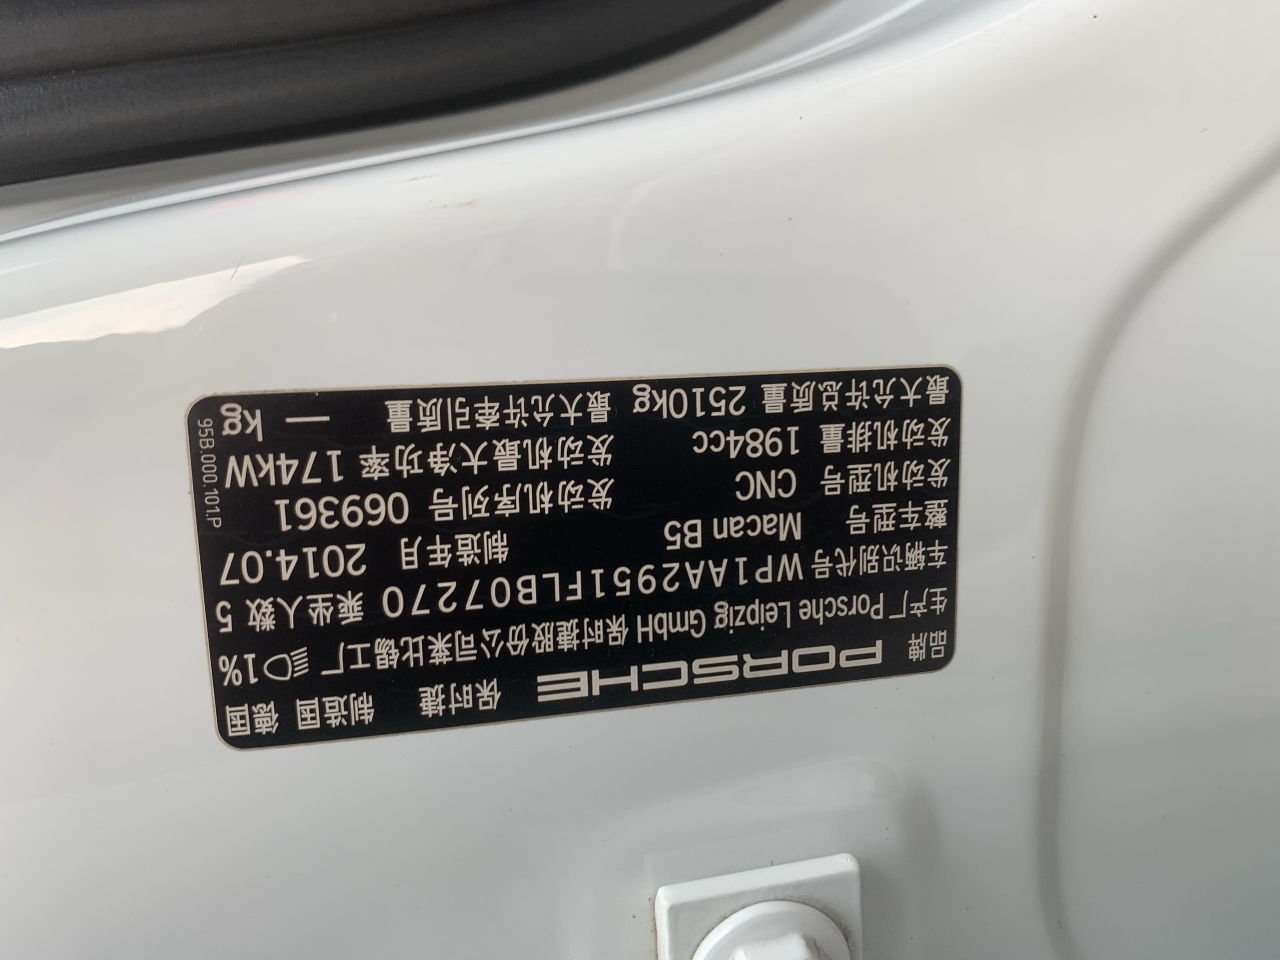 品牌 PORSCHE 保时捷 制造国 德国
生产厂 Porsche Leipzig GmbH 保时捷股份公司莱比锡工厂 1%
车辆识别代号 WP1AA2951FLB07270 乘坐人数 5
整车型号 Macan B5 制造年月 2014.07
发动机型号 CNC 发动机序列号 069361
发动机排量 1984cc 发动机最大净功率 174kW
最大允许总质量 2510kg 最大允许牵引质量 — kg
95B.000.101.P